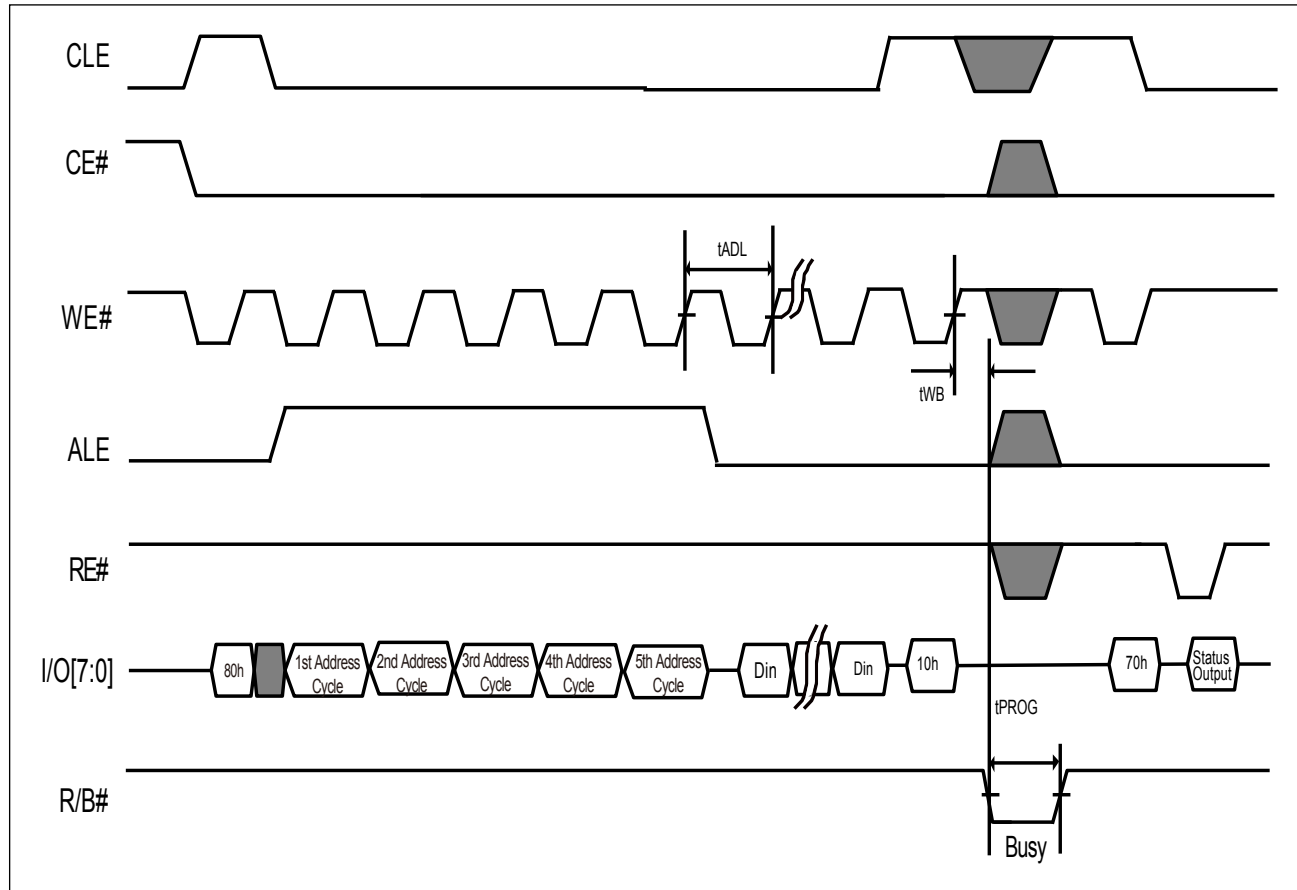 CLE
CE#
tADL
WE#
tWB
ALE
RE#
I/O[7:0]
80h
1st Address
Cycle
2nd Address
Cycle
3rd Address
Cycle
4th Address
Cycle
5th Address
Cycle
Din
Din
10h
70h
Status
Output
tPROG
R/B#
Busy